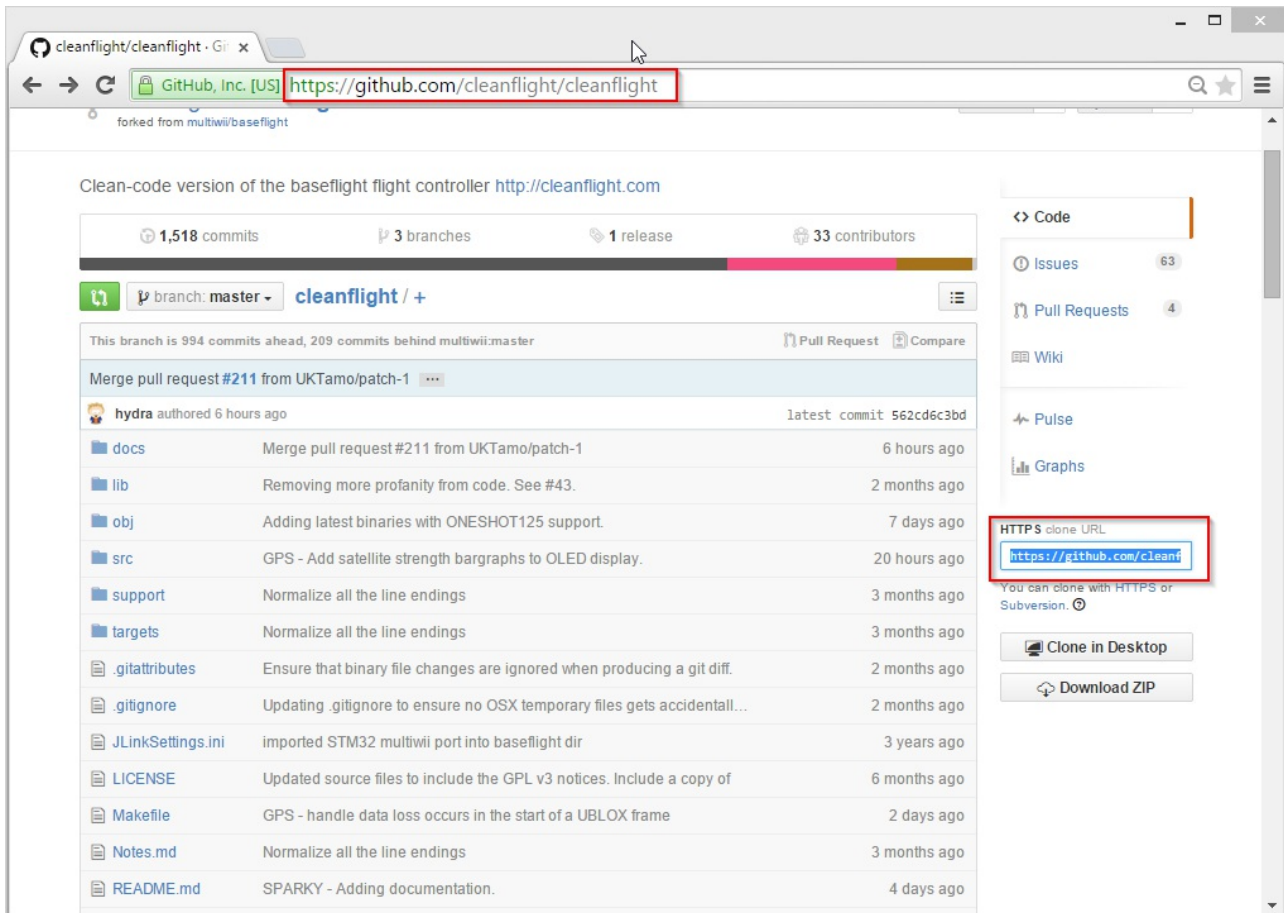 cleanflight/cleanflight · Gi
GitHub, Inc. [US] https://github.com/cleanflight/cleanflight
forked from multiwii/baseflight
Clean-code version of the baseflight flight controller http://cleanflight.com
1,518 commits 3 branches 1 release 33 contributors
branch: master cleanflight / +
This branch is 994 commits ahead, 209 commits behind multiwii:master Pull Request Compare
Merge pull request #211 from UKTamo/patch-1 ...
hydra authored 6 hours ago latest commit 562cd6c3bd
docs Merge pull request #211 from UKTamo/patch-1 6 hours ago
lib Removing more profanity from code. See #43. 2 months ago
obj Adding latest binaries with ONESHOT125 support. 7 days ago
src GPS - Add satellite strength bargraphs to OLED display. 20 hours ago
support Normalize all the line endings 3 months ago
targets Normalize all the line endings 3 months ago
.gitattributes Ensure that binary file changes are ignored when producing a git diff. 2 months ago
.gitignore Updating .gitignore to ensure no OSX temporary files gets accidentall... 2 months ago
JLinkSettings.ini imported STM32 multiwii port into baseflight dir 3 years ago
LICENSE Updated source files to include the GPL v3 notices. Include a copy of 6 months ago
Makefile GPS - handle data loss occurs in the start of a UBLOX frame 2 days ago
Notes.md Normalize all the line endings 3 months ago
README.md SPARKY - Adding documentation. 4 days ago
<> Code
Issues 63
Pull Requests 4
Wiki
Pulse
Graphs
HTTPS clone URL
https://github.com/cleanf
You can clone with HTTPS or
Subversion.
Clone in Desktop
Download ZIP